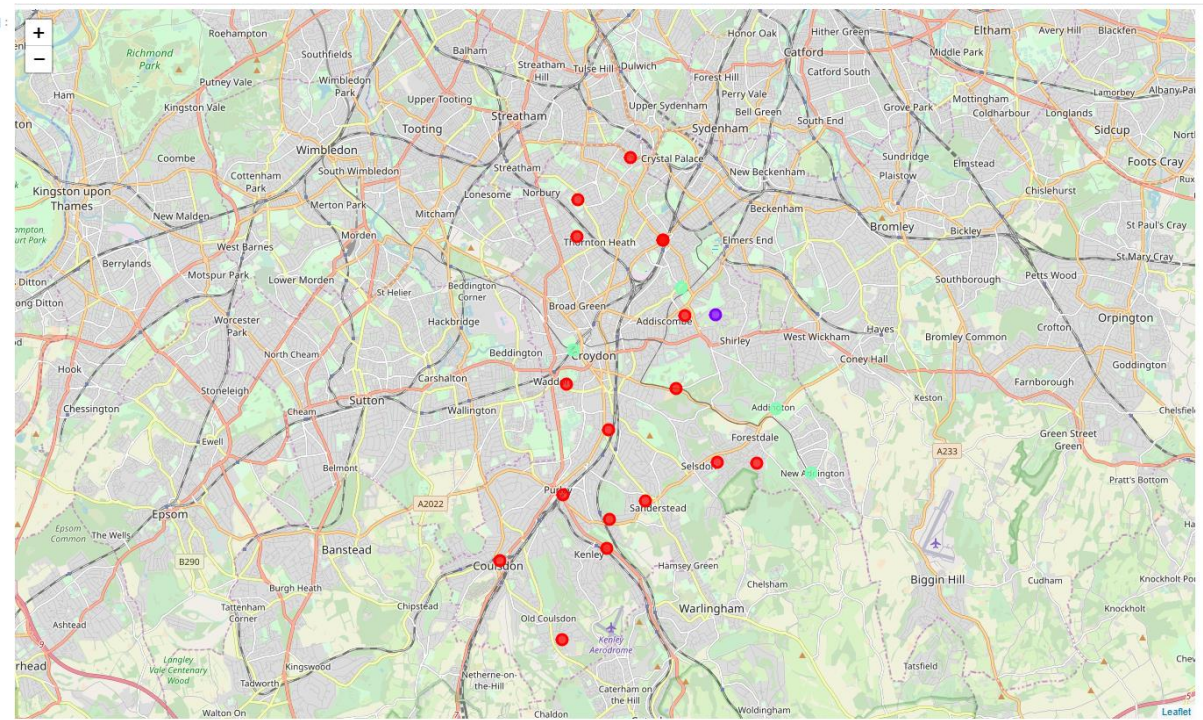 +
−
Roehampton
Honor Oak
Hither Green
Eltham
Avery Hill
Blackfen
Richmond
Park
Southfields
Balham
Streatham
Hill
Tulse Hill
Dulwich
Catford
Middle Park
Forest Hill
Catford South
Putney Vale
Wimbledon
Park
Ham
Kingston Vale
Upper Tooting
Perry Vale
Bell Green
Upper Sydenham
South End
Grove Park
Mottingham
Coldharbour
Longlands
Lamorbey
Streatham
Tooting
Sydenham
Sidcup
Wimbledon
Coombe
Crystal Palace
Sundridge
Elmstead
Foots Cray
South Wimbledon
Streatham
New Beckenham
Plaistow
Cottenham
Park
Kingston upon
Thames
Lonesome
Norbury
Chislehurst
Merton Park
Mitcham
Beckenham
New Malden
Bromley
Bickley
St Paul's Cray
Morden
West Barnes
Thornton Heath
Elmers End
St Mary Cray
Berrylands
Motspur Park
Lower Morden
St Helier
Beddington
Corner
Southborough
Petts Wood
Broad Green
Worcester
Park
Hackbridge
Addiscombe
Shirley
West Wickham
Hayes
Bromley Common
Crofton
Orpington
North Cheam
Beddington
Croydon
Coney Hall
Goddington
Hook
Stoneleigh
Carshalton
Farnborough
Chessington
Cheam
Sutton
Wallington
Addington
Keston
Ewell
Forestdale
Green Street
Green
A233
Belmont
New Addington
Pratt's Bottom
A2022
Sanderstead
Epsom
Epsom
Common
The Wells
Banstead
B290
Kenley
Hamsey Green
Coulsdon
Chelsham
Biggin Hill
Cudham
Burgh Heath
Chipstead
Tattenham
Corner
Warlingham
Knockholt
Ashtead
Old Coulsdon
Kenley
Aerodrome
Langley
Vale Centenary
Wood
Kingswood
Tatsfield
Netherne-on-
the-Hill
Tadworth
Caterham on
the Hill
Walton On
Chaldon
Woldingham
Leaflet